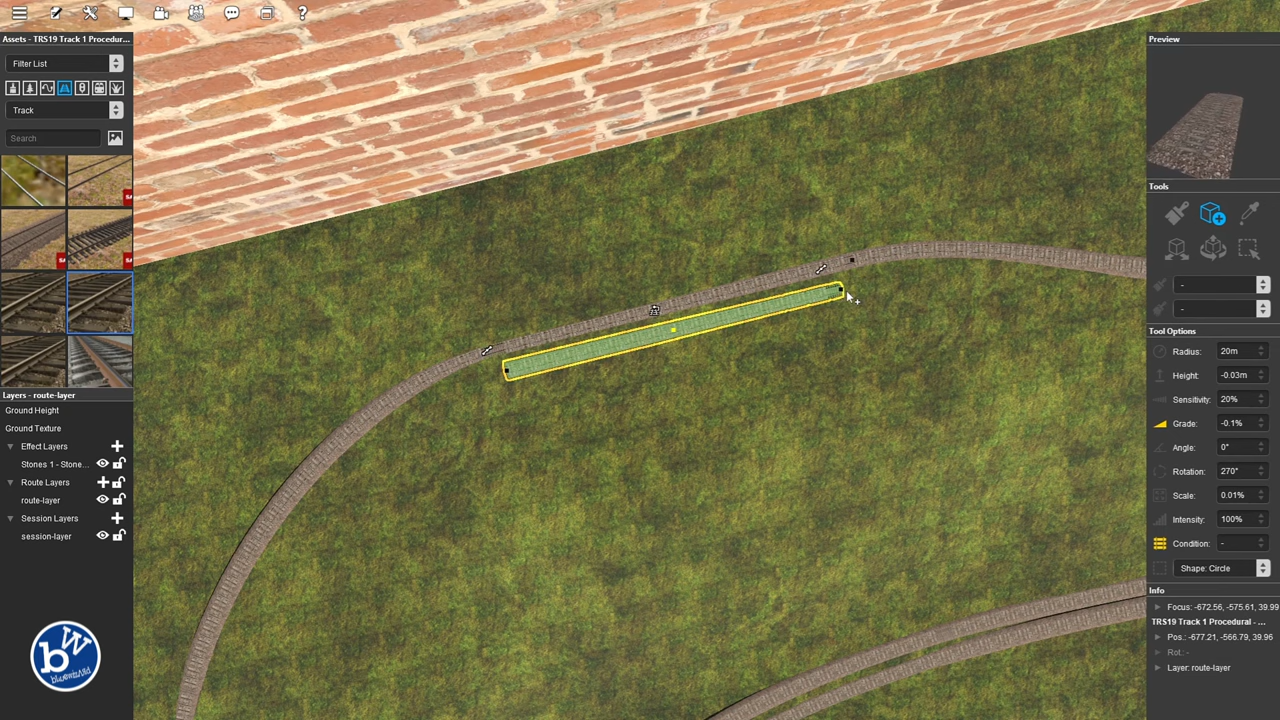 Assets - TRS19 Track 1 Procedur...
Filter List
Track
Search
Layers - route-layer
Ground Height
Ground Texture
Effect Layers
Stones 1 - Stone...
Route Layers
route-layer
Session Layers
session-layer
bw
Preview
Tools
-
-
Tool Options
Radius: 20m
Height: -0.03m
Sensitivity: 20%
Grade: -0.1%
Angle: 0°
Rotation: 270°
Scale: 0.01%
Intensity: 100%
Condition: -
Shape: Circle
Info
Focus: -672.56, -575.61, 39.99
TRS19 Track 1 Procedural - ...
Pos.: -677.21, -566.79, 39.96
Rot.: -
Layer: route-layer